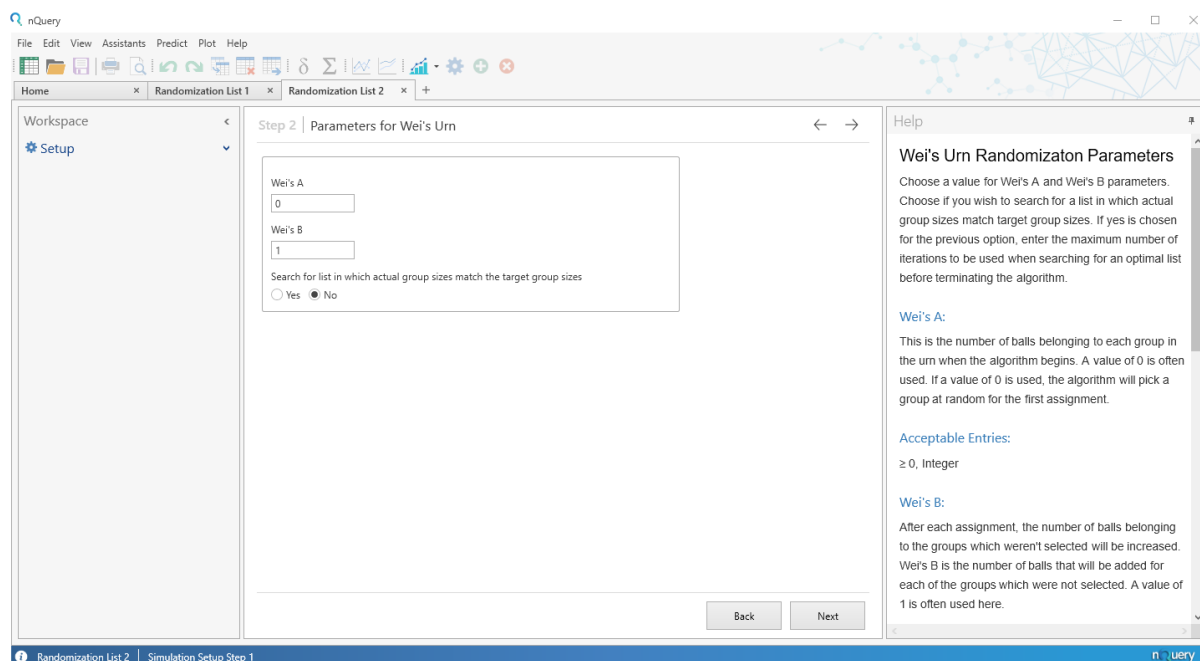 nQuery
File Edit View Assistants Predict Plot Help
Home × Randomization List 1 × Randomization List 2 × +
Workspace
Setup
Step 2 | Parameters for Wei's Urn
Wei's A
0
Wei's B
1
Search for list in which actual group sizes match the target group sizes
Yes No
Back Next
Help
Wei's Urn Randomizaton Parameters
Choose a value for Wei's A and Wei's B parameters.
Choose if you wish to search for a list in which actual
group sizes match target group sizes. If yes is chosen
for the previous option, enter the maximum number of
iterations to be used when searching for an optimal list
before terminating the algorithm.
Wei's A:
This is the number of balls belonging to each group in
the urn when the algorithm begins. A value of 0 is often
used. If a value of 0 is used, the algorithm will pick a
group at random for the first assignment.
Acceptable Entries:
≥ 0, Integer
Wei's B:
After each assignment, the number of balls belonging
to the groups which weren't selected will be increased.
Wei's B is the number of balls that will be added for
each of the groups which were not selected. A value of
1 is often used here.
Randomization List 2 | Simulation Setup Step 1
nQuery